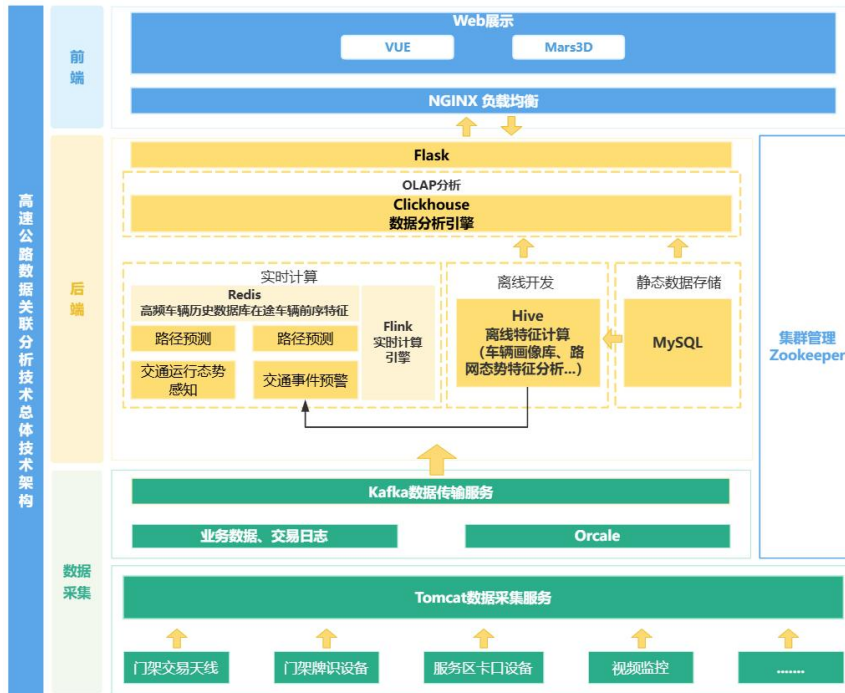 高速公路数据关联分析技术总体技术架构
前端
Web展示
VUE
Mars3D
NGINX 负载均衡
后端
Flask
OLAP分析
Clickhouse
数据分析引擎
实时计算
Redis
高频车辆历史数据库在途车辆前序特征
路径预测
路径预测
交通运行态势
感知
交通事件预警
Flink
实时计算
引擎
离线开发
Hive
离线特征计算
(车辆画像库、路
网态势特征分析...)
静态数据存储
MySQL
集群管理
Zookeeper
数据
采集
Kafka数据传输服务
业务数据、交易日志
Orcale
Tomcat数据采集服务
门架交易天线
门架牌识设备
服务区卡口设备
视频监控
.......